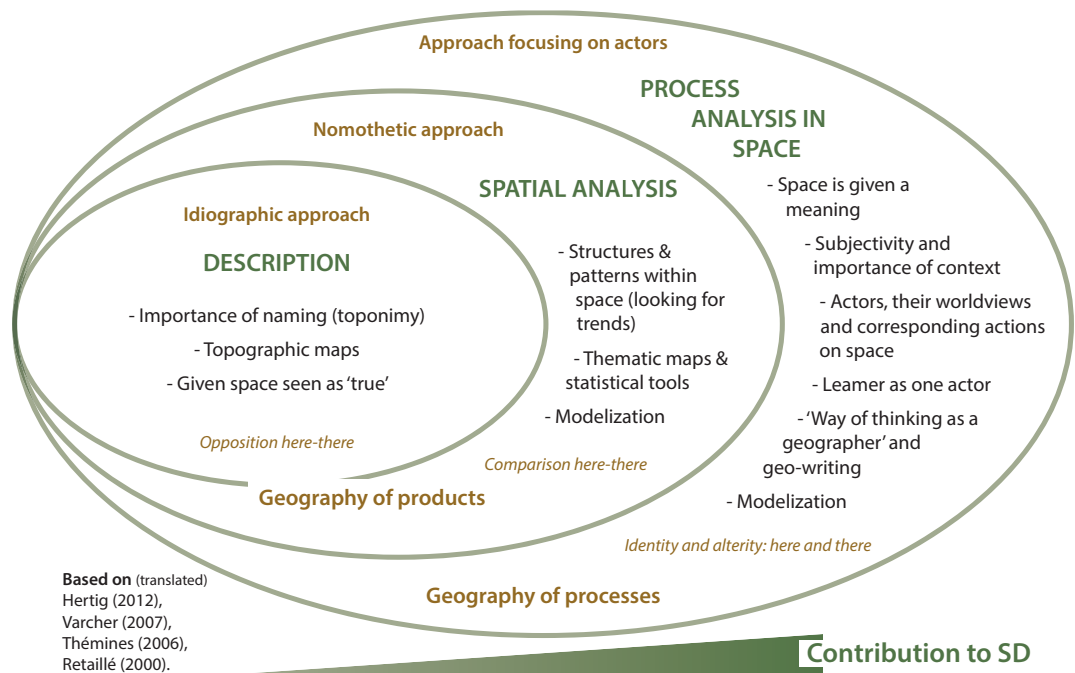 Approach focusing on actors
PROCESS
ANALYSIS IN
SPACE
- Space is given a
meaning
- Subjectivity and
importance of context
- Actors, their worldviews
and corresponding actions
on space
- Learner as one actor
- ‘Way of thinking as a
geographer’ and
geo-writing
- Modelization
Identity and alterity: here and there
Geography of processes
Nomothetic approach
SPATIAL ANALYSIS
- Structures &
patterns within
space (looking for
trends)
- Thematic maps &
statistical tools
- Modelization
Comparison here-there
Idiographic approach
DESCRIPTION
- Importance of naming (toponimy)
- Topographic maps
- Given space seen as ‘true’
Opposition here-there
Geography of products
Based on (translated)
Hertig (2012),
Varcher (2007),
Thémines (2006),
Retaillé (2000).
Contribution to SD